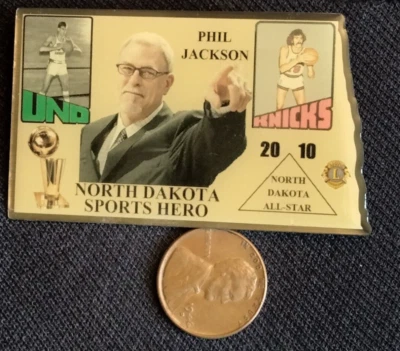 PHIL
JACKSON
UND
KNICKS
20 10
NORTH
DAKOTA
ALL-STAR
L
NORTH DAKOTA
SPORTS HERO